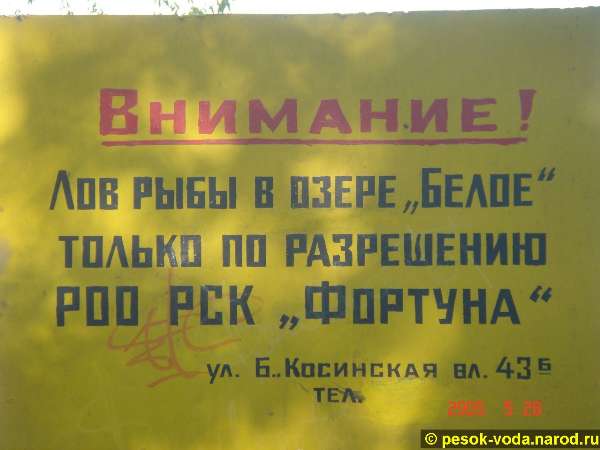 ВНИМАНИЕ!
ЛОВ РЫБЫ В ОЗЕРЕ „БЕЛОЕ“
ТОЛЬКО ПО РАЗРЕШЕНИЮ
РОО РСК „ФОРТУНА“
УЛ. Б. КОСИНСКАЯ ВЛ. 43Б
ТЕЛ.
2005 5 28
© pesok-voda.narod.ru